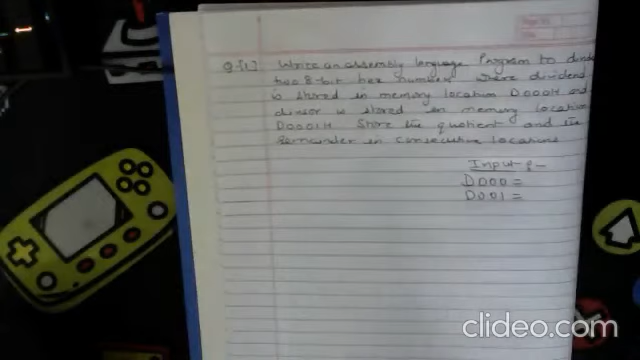 Q.[1] Write an assembly language Program to divide
two 8-bit hex numbers where dividend
is stored in memory location D000H and
divisor is stored in memory location
D0001H Store the quotient and the
remainder in consecutive locations
Input :-
D000 =
D001 =
clideo.com